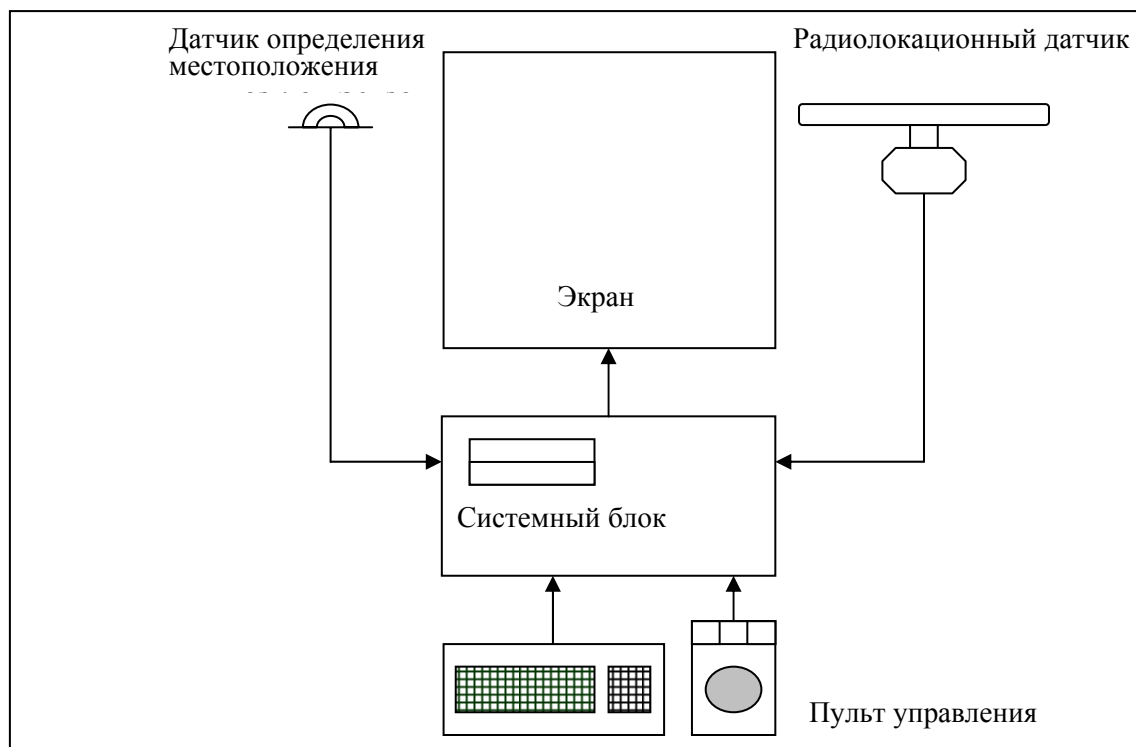 Датчик определения
местоположения
Радиолокационный датчик
Экран
Системный блок
Пульт управления